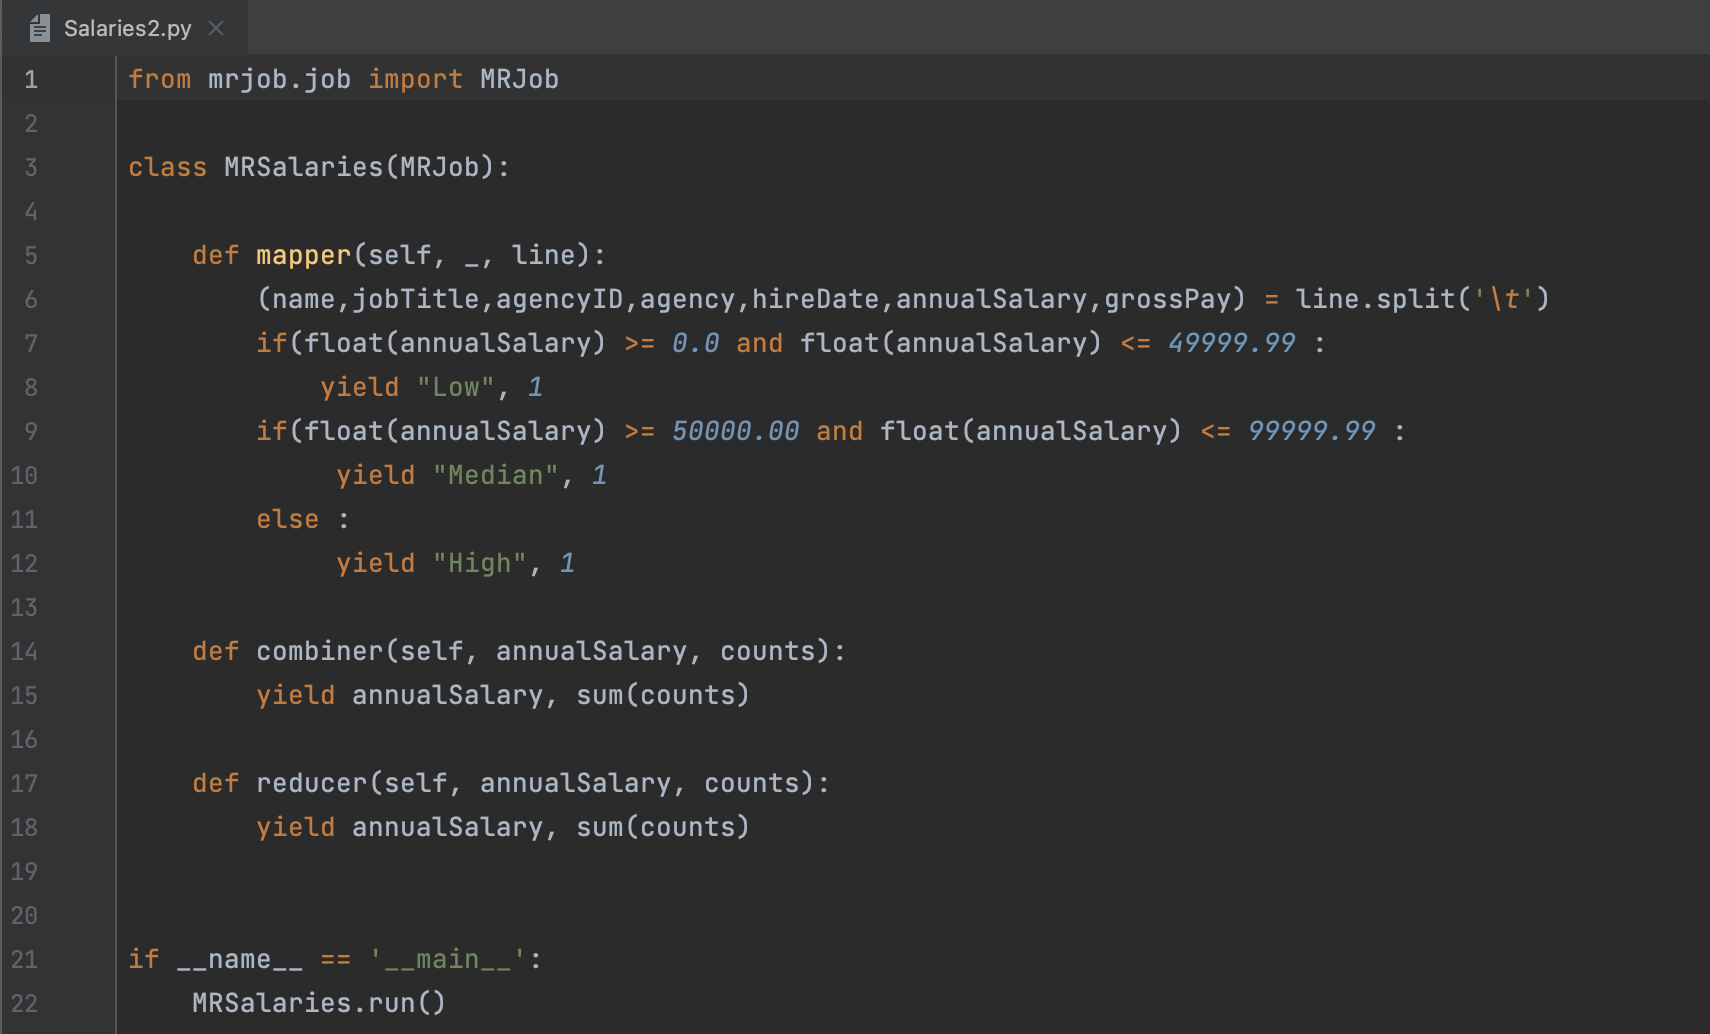 Salaries2.py
1 from mrjob.job import MRJob
2
3 class MRSalaries(MRJob):
4
5     def mapper(self, _, line):
6         (name,jobTitle,agencyID,agency,hireDate,annualSalary,grossPay) = line.split('\t')
7         if(float(annualSalary) >= 0.0 and float(annualSalary) <= 49999.99 :
8             yield "Low", 1
9         if(float(annualSalary) >= 50000.00 and float(annualSalary) <= 99999.99 :
10             yield "Median", 1
11         else :
12             yield "High", 1
13
14     def combiner(self, annualSalary, counts):
15         yield annualSalary, sum(counts)
16
17     def reducer(self, annualSalary, counts):
18         yield annualSalary, sum(counts)
19
20
21 if __name__ == '__main__':
22     MRSalaries.run()